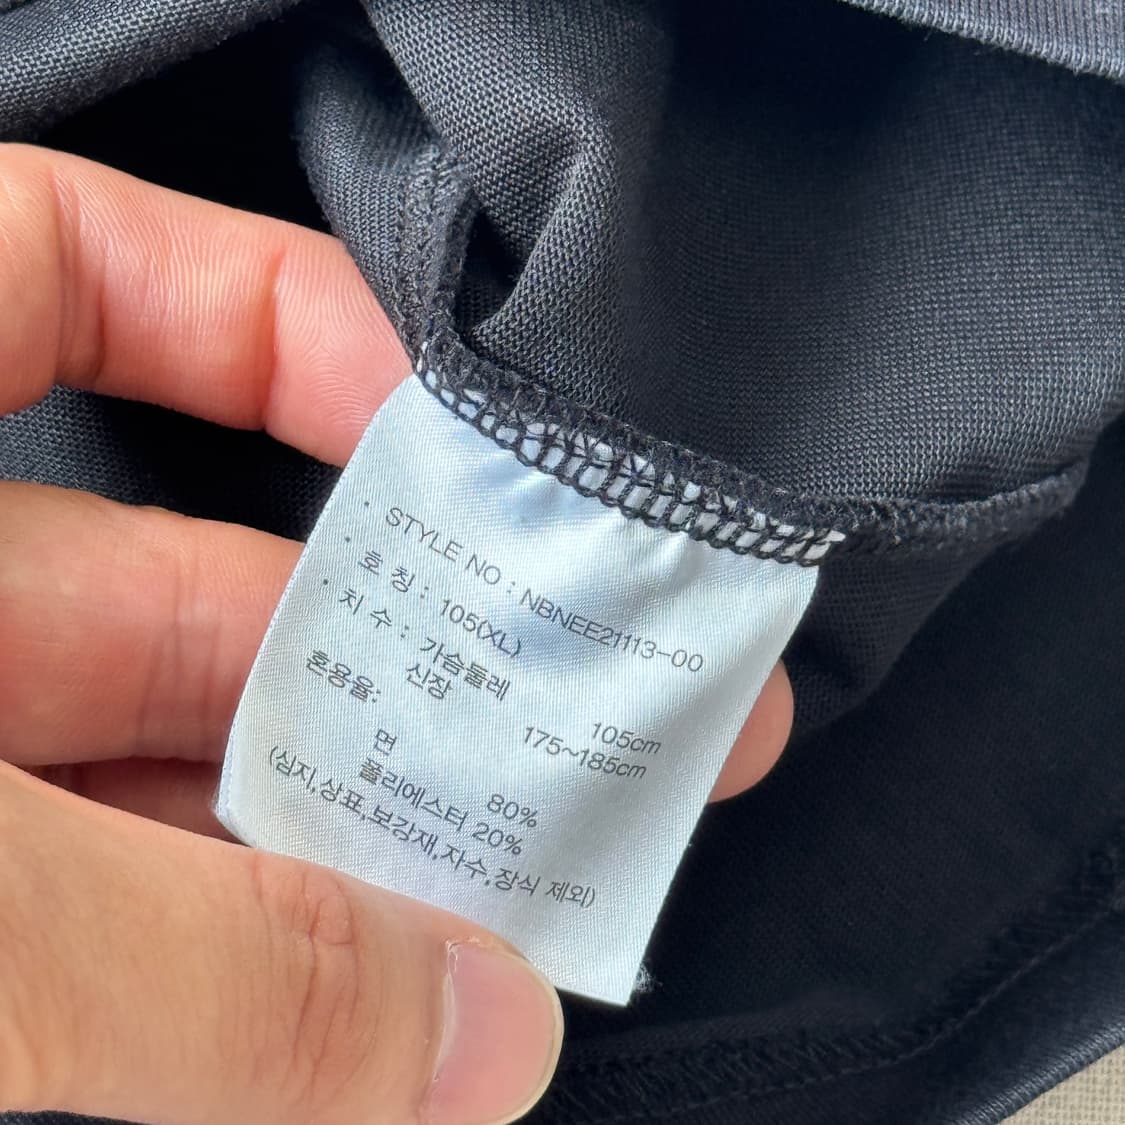 · STYLE NO : NBNEE21113-00
· 호 칭 : 105(XL)
· 치 수 : 가슴둘레 105cm
신장 175~185cm
혼용율:
면 80%
폴리에스터 20%
(심지,상표,보강재,자수,장식 제외)